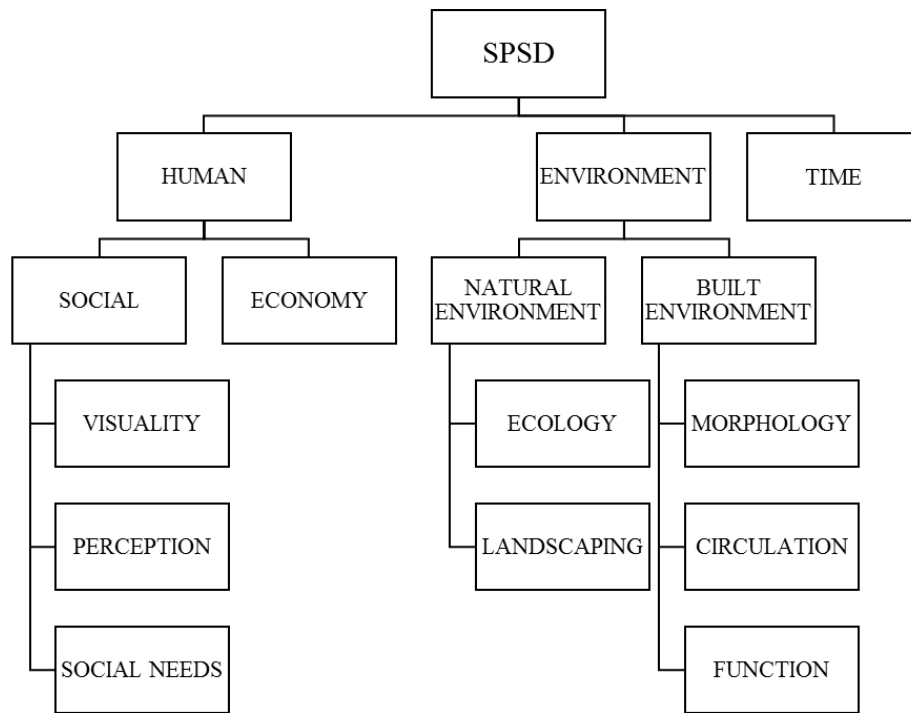 SPSD
HUMAN
ENVIRONMENT
TIME
SOCIAL
ECONOMY
NATURAL
ENVIRONMENT
BUILT
ENVIRONMENT
VISUALITY
ECOLOGY
MORPHOLOGY
PERCEPTION
LANDSCAPING
CIRCULATION
SOCIAL NEEDS
FUNCTION